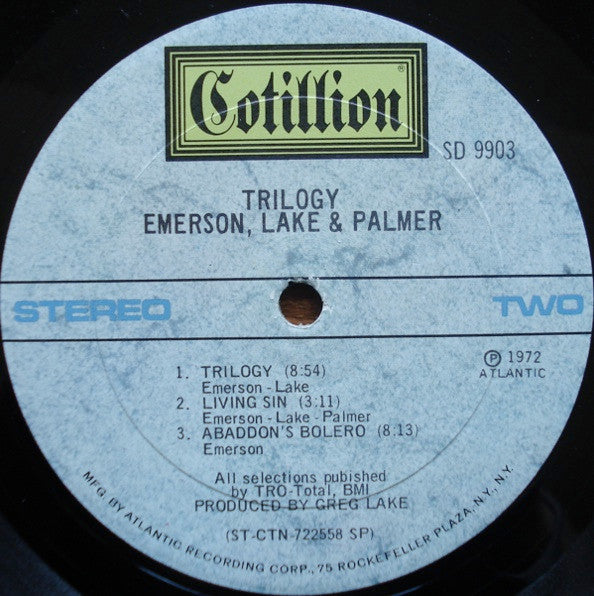 Cotillion®
SD 9903
TRILOGY
EMERSON, LAKE & PALMER
STEREO
TWO
℗ 1972
ATLANTIC
1. TRILOGY (8:54)
Emerson - Lake
2. LIVING SIN (3:11)
Emerson - Lake - Palmer
3. ABADDON'S BOLERO (8:13)
Emerson
All selections pubished
by TRO-Total, BMI
PRODUCED BY GREG LAKE
(ST-CTN-722558 SP)
MFG. BY ATLANTIC RECORDING CORP., 75 ROCKEFELLER PLAZA, N.Y., N.Y.